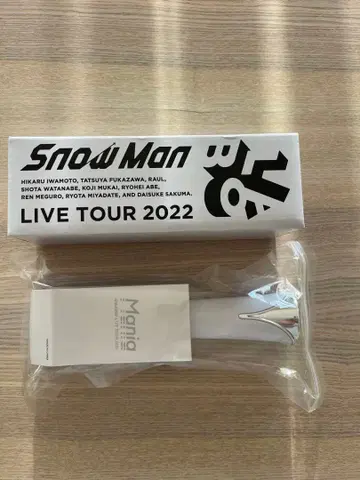 Snow Man
HIKARU IWAMOTO, TATSUYA FUKAZAWA, RAUL,
SHOTA WATANABE, KOJI MUKAI, RYOHEI ABE,
REN MEGURO, RYOTA MIYADATE, AND DAISUKE SAKUMA.
LIVE TOUR 2022
Mania